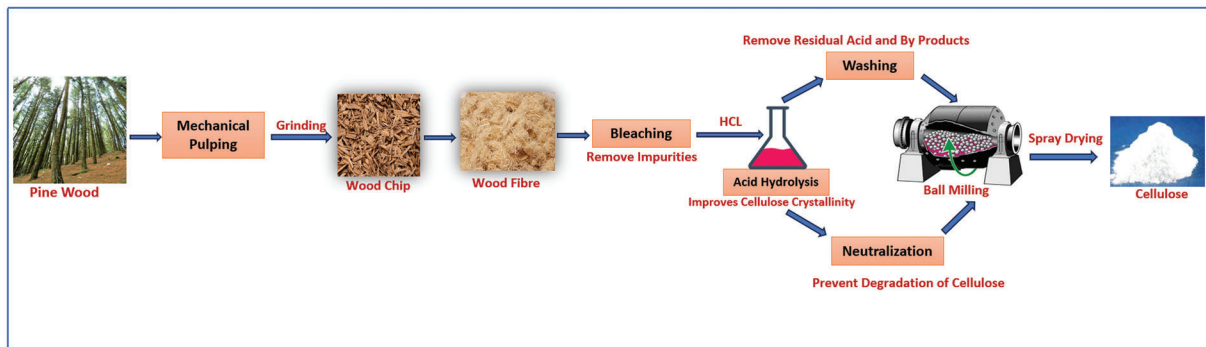 Pine Wood
Mechanical
Pulping
Grinding
Wood Chip
Wood Fibre
Bleaching
Remove Impurities
HCL
Acid Hydrolysis
Improves Cellulose Crystallinity
Remove Residual Acid and By Products
Washing
Neutralization
Prevent Degradation of Cellulose
Ball Milling
Spray Drying
Cellulose